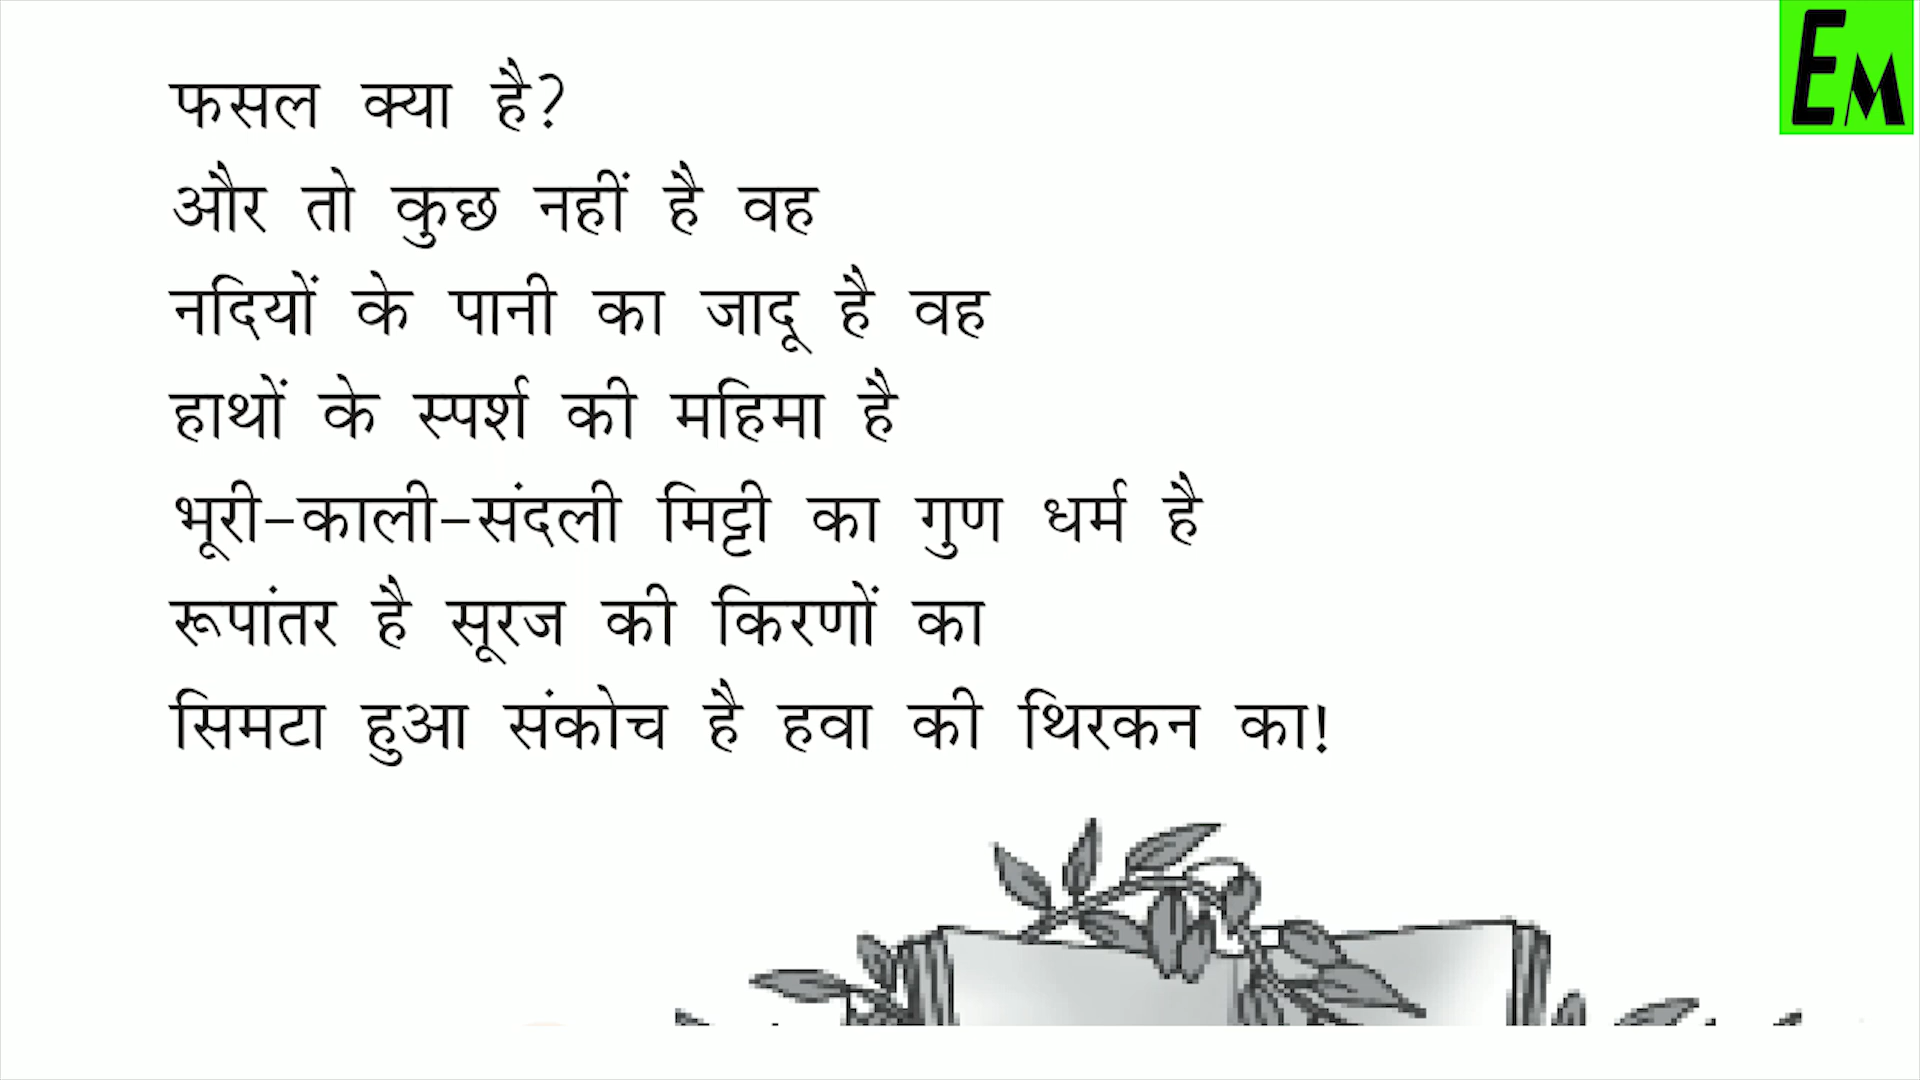 EM
फसल क्या है?
और तो कुछ नहीं है वह
नदियों के पानी का जादू है वह
हाथों के स्पर्श की महिमा है
भूरी-काली-संदली मिट्टी का गुण धर्म है
रूपांतर है सूरज की किरणों का
सिमटा हुआ संकोच है हवा की थिरकन का!